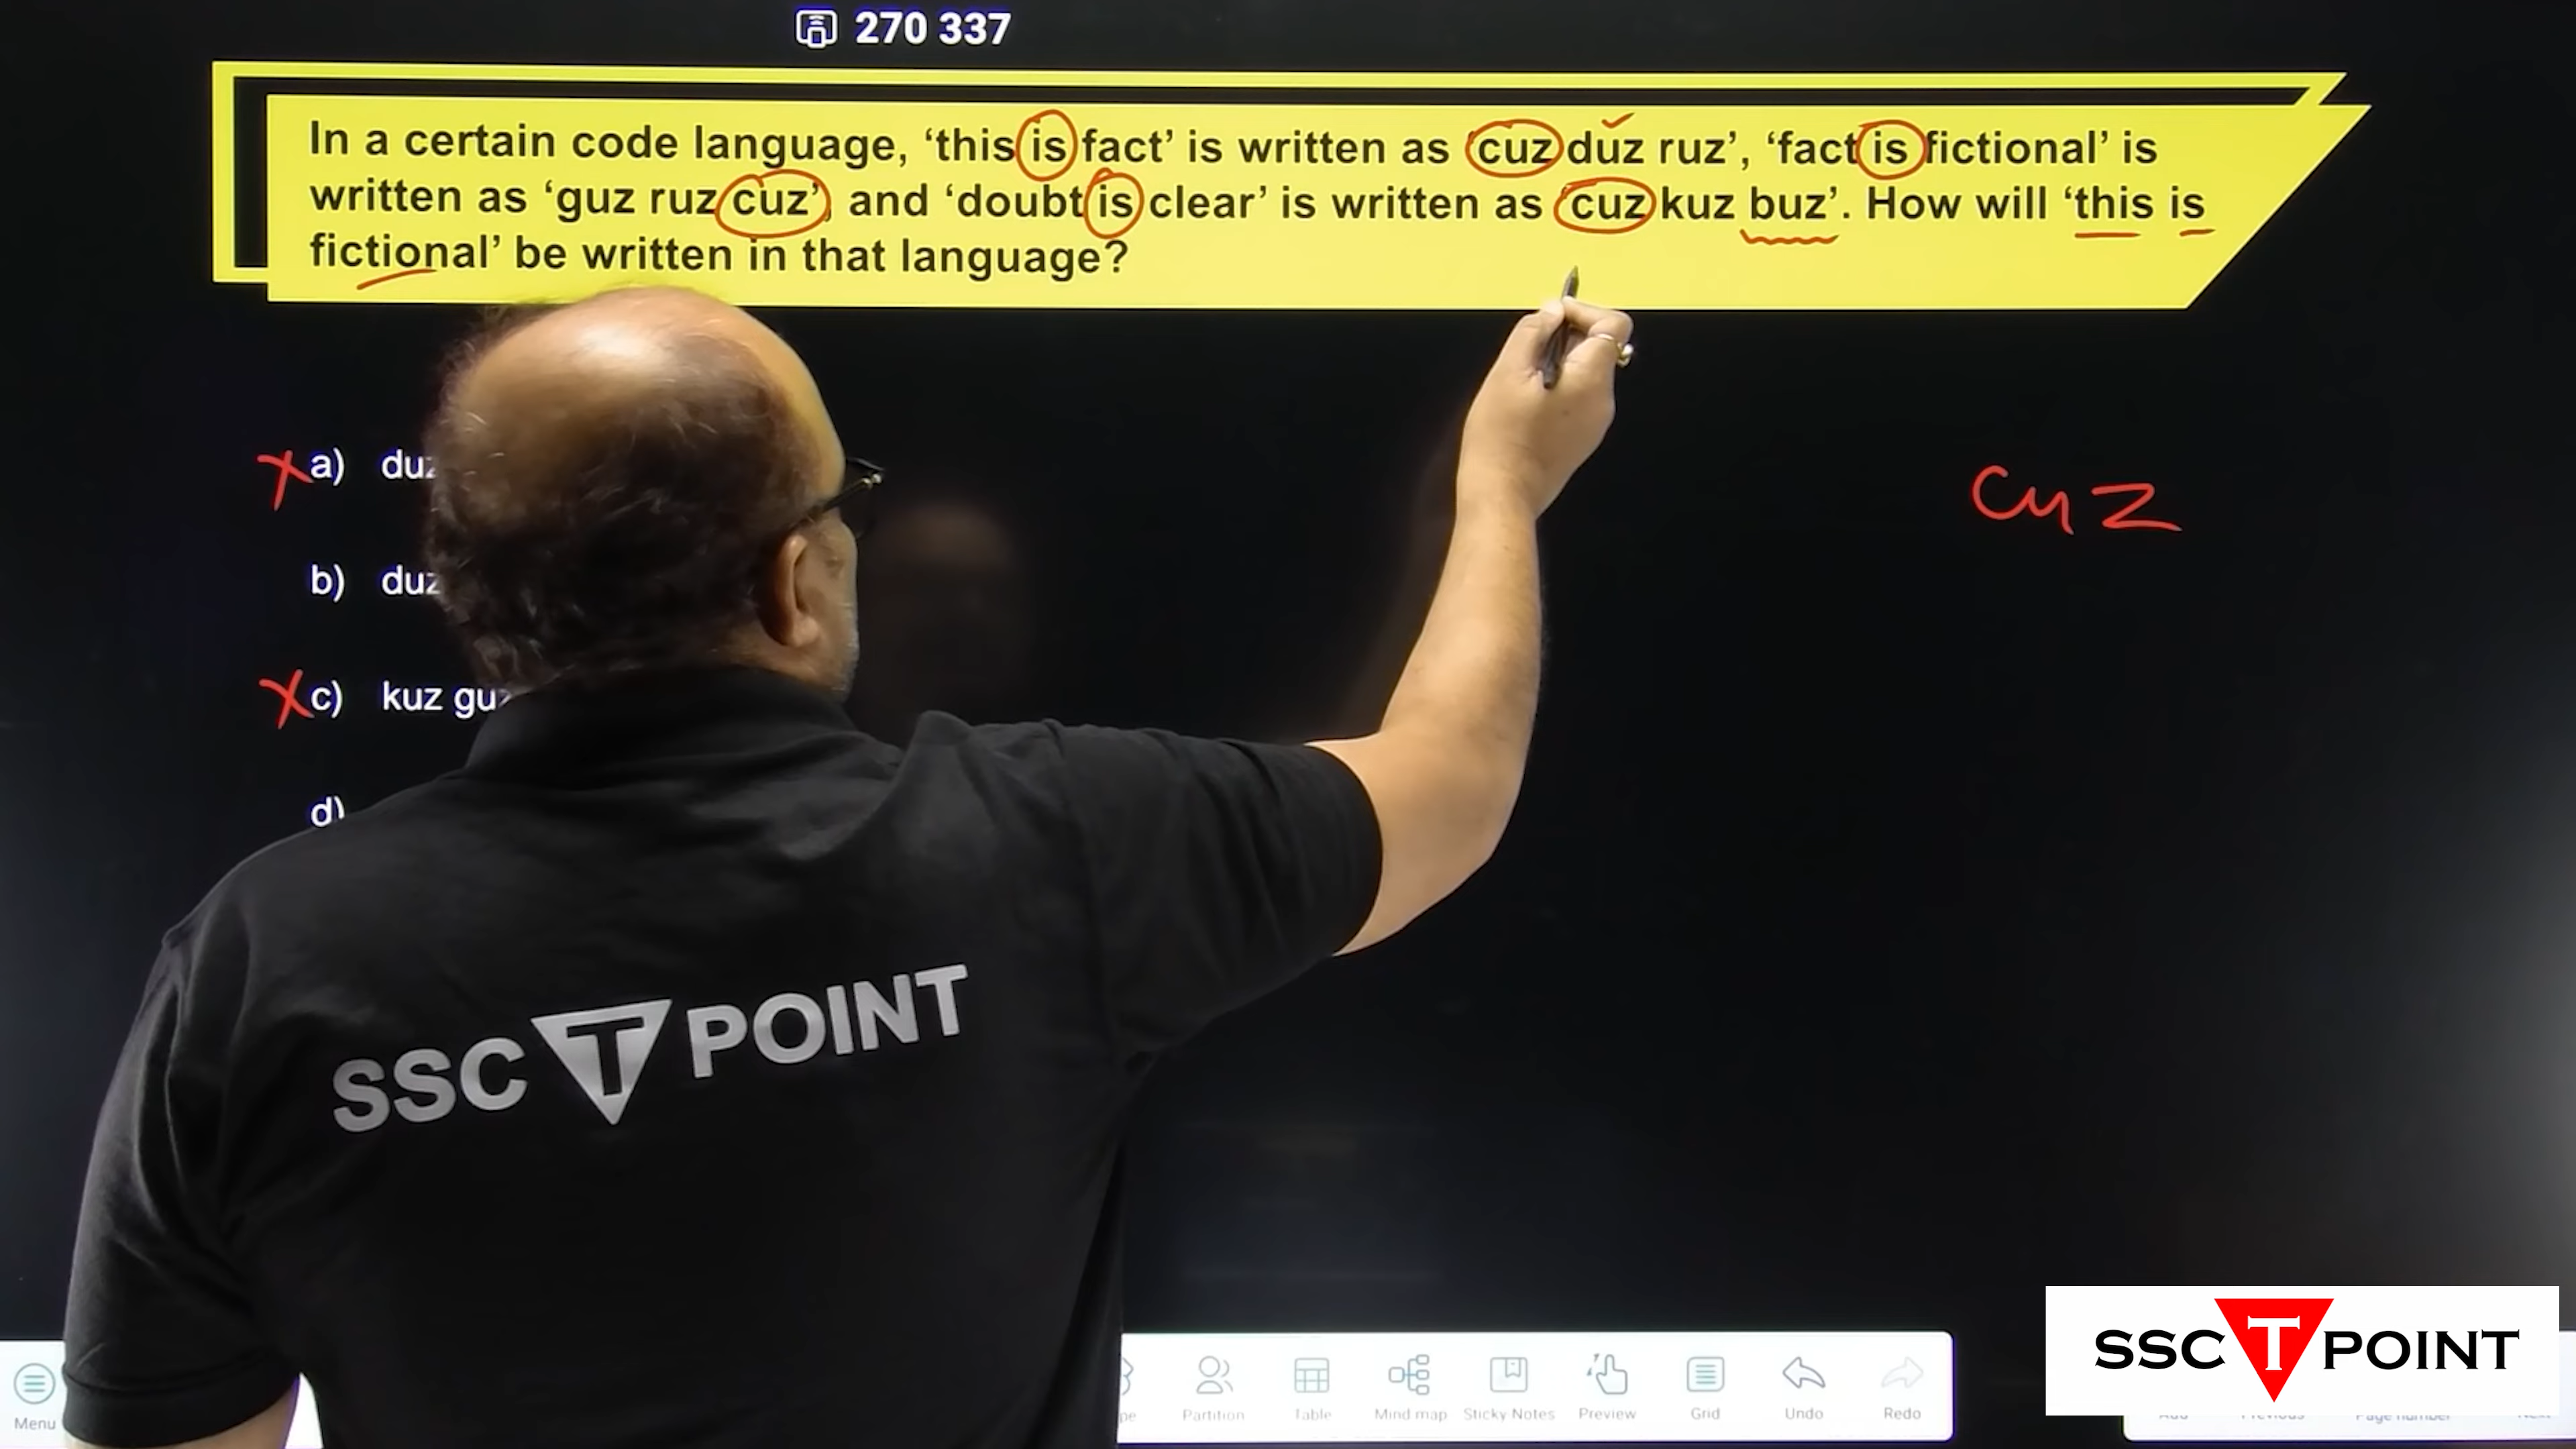 270 337
In a certain code language, ‘this is fact’ is written as ‘cuz duz ruz’, ‘fact is fictional’ is
written as ‘guz ruz cuz’, and ‘doubt is clear’ is written as ‘cuz kuz buz’. How will ‘this is
fictional’ be written in that language?
X a) duz
cuz
b) duz
X c) kuz guz
d)
SSC T POINT
SSC T POINT
Menu Partition Table Mind map Sticky Notes Preview Grid Undo Redo